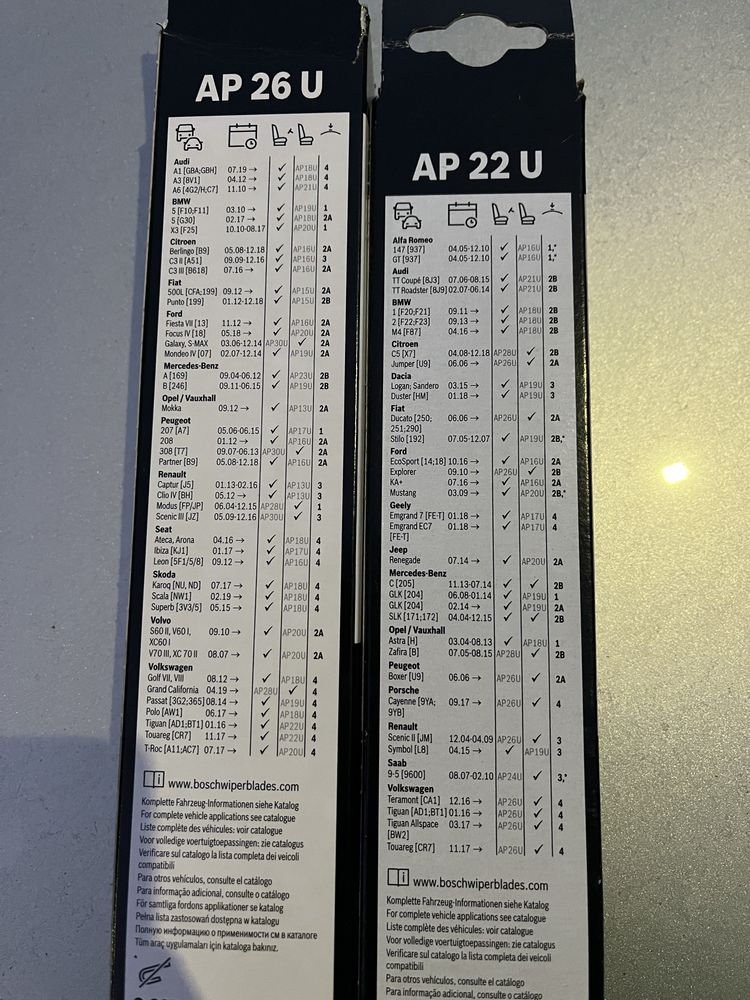 AP 26 U
Audi
A1 [GBA;GBH] 07.19 → ✓ AP18U 4
A3 [8V1] 04.12 → ✓ AP18U 4
A6 [4G2/H;C7] 11.10 → ✓ AP21U 4
BMW
5 [F10;F11] 03.10 → ✓ AP19U 1
5 [G30] 02.17 → ✓ AP18U 2A
X3 [F25] 10.10-08.17 ✓ AP20U 1
Citroen
Berlingo [B9] 05.08-12.18 ✓ AP16U 2A
C3 II [A51] 09.09-12.16 ✓ AP16U 3
C3 III [B618] 07.16 → ✓ AP16U 2A
Fiat
500L [CFA;199] 09.12 → ✓ AP15U 2A
Punto [199] 01.12-12.18 ✓ AP15U 2B
Ford
Fiesta VII [13] 11.12 → ✓ AP16U 2A
Focus IV [18] 05.18 → ✓ AP20U 2A
Galaxy, S-MAX 03.06-12.14 AP30U ✓ 2A
Mondeo IV [07] 02.07-12.14 ✓ AP19U 2A
Mercedes-Benz
A [169] 09.04-06.12 ✓ AP23U 2B
B [246] 09.11-06.15 ✓ AP19U 2B
Opel / Vauxhall
Mokka 09.12 → ✓ AP13U 2A
Peugeot
207 [A7] 05.06-06.15 ✓ AP17U 1
208 01.12 → ✓ AP16U 2A
308 [T7] 09.07-06.13 AP30U ✓ 2A
Partner [B9] 05.08-12.18 ✓ AP16U 2A
Renault
Captur [J5] 01.13-02.16 ✓ AP13U 3
Clio IV [BH] 05.12 → ✓ AP13U 3
Modus [FP/JP] 06.04-12.15 AP28U ✓ 1
Scenic III [JZ] 05.09-12.16 AP30U ✓ 3
Seat
Ateca, Arona 04.16 → ✓ AP18U 4
Ibiza [KJ1] 01.17 → ✓ AP17U 4
Leon [5F1/5/8] 09.12 → ✓ AP16U 4
Skoda
Karoq [NU, ND] 07.17 → ✓ AP18U 4
Scala [NW1] 02.19 → ✓ AP18U 4
Superb [3V3/5] 05.15 → ✓ AP18U 4
Volvo
S60 II, V60 I, 09.10 → ✓ AP20U 2A
XC60 I
V70 III, XC 70 II 08.07 → ✓ AP20U 2A
Volkswagen
Golf VII, VIII 08.12 → ✓ AP18U 4
Grand California 04.19 → AP28U ✓ 4
Passat [3G2;365] 08.14 → ✓ AP19U 4
Polo [AW1] 06.17 → ✓ AP18U 4
Tiguan [AD1;BT1] 01.16 → ✓ AP22U 4
Touareg [CR7] 11.17 → ✓ AP22U 4
T-Roc [A11;AC7] 07.17 → ✓ AP20U 4
www.boschwiperblades.com
Komplette Fahrzeug-Informationen siehe Katalog
For complete vehicle applications see catalogue
Liste complète des véhicules: voir catalogue
Voor volledige voertuigtoepassingen: zie catalogus
Verificare sul catalogo la lista completa dei veicoli
compatibili
Para otros vehículos, consulte el catálogo
Para informação adicional, consulte o catálogo
För samtliga fordons applikationer se katalog
Pełna lista zastosowań dostępna w katalogu
Полную информацию о применимости см в каталоге
Tüm araç uygulamaları için kataloga bakınız.
AP 22 U
Alfa Romeo
147 [937] 04.05-12.10 ✓ AP16U 1,*
GT [937] 04.05-12.10 ✓ AP16U 1,*
Audi
TT Coupé [8J3] 07.06-08.15 ✓ AP21U 2B
TT Roadster [8J9] 02.07-06.14 ✓ AP21U 2B
BMW
1 [F20;F21] 09.11 → ✓ AP18U 2B
2 [F22;F23] 09.13 → ✓ AP18U 2B
M4 [F87] 04.16 → ✓ AP18U 2B
Citroen
C5 [X7] 04.08-12.18 AP28U ✓ 2B
Jumper [U9] 06.06 → AP26U ✓ 2A
Dacia
Logan; Sandero 03.15 → ✓ AP19U 3
Duster [HM] 01.18 → ✓ AP19U 3
Fiat
Ducato [250; 06.06 → AP26U ✓ 2A
251;290]
Stilo [192] 07.05-12.07 ✓ AP19U 2B,*
Ford
EcoSport [14;18] 10.16 → ✓ AP16U 2A
Explorer 09.10 → AP26U ✓ 2B
KA+ 07.16 → ✓ AP16U 2A
Mustang 03.09 → ✓ AP20U 2B,*
Geely
Emgrand 7 [FE-T] 01.18 → ✓ AP17U 4
Emgrand EC7 01.18 → ✓ AP17U 4
[FE-T]
Jeep
Renegade 07.14 → ✓ AP20U 2A
Mercedes-Benz
C [205] 11.13-07.14 ✓ ✓ 2B
GLK [204] 06.08-01.14 ✓ AP19U 1
GLK [204] 02.14 → ✓ AP19U 2A
SLK [171;172] 04.04-12.15 ✓ ✓ 2B
Opel / Vauxhall
Astra [H] 03.04-08.13 ✓ AP18U 1
Zafira [B] 07.05-08.15 AP28U ✓ 2B
Peugeot
Boxer [U9] 06.06 → AP26U ✓ 2A
Porsche
Cayenne [9YA; 09.17 → AP26U ✓ 4
9YB]
Renault
Scenic II [JM] 12.04-04.09 AP26U ✓ 3
Symbol [L8] 04.15 → ✓ AP19U 3
Saab
9-5 [9600] 08.07-02.10 AP24U ✓ 3,*
Volkswagen
Teramont [CA1] 12.16 → AP26U ✓ 4
Tiguan [AD1;BT1] 01.16 → AP26U ✓ 4
Tiguan Allspace 03.17 → AP26U ✓ 4
[BW2]
Touareg [CR7] 11.17 → AP26U ✓ 4
www.boschwiperblades.com
Komplette Fahrzeug-Informationen siehe Katalog
For complete vehicle applications see catalogue
Liste complète des véhicules: voir catalogue
Voor volledige voertuigtoepassingen: zie catalogus
Verificare sul catalogo la lista completa dei veicoli
compatibili
Para otros vehículos, consulte el catálogo
Para informação adicional, consulte o catálogo